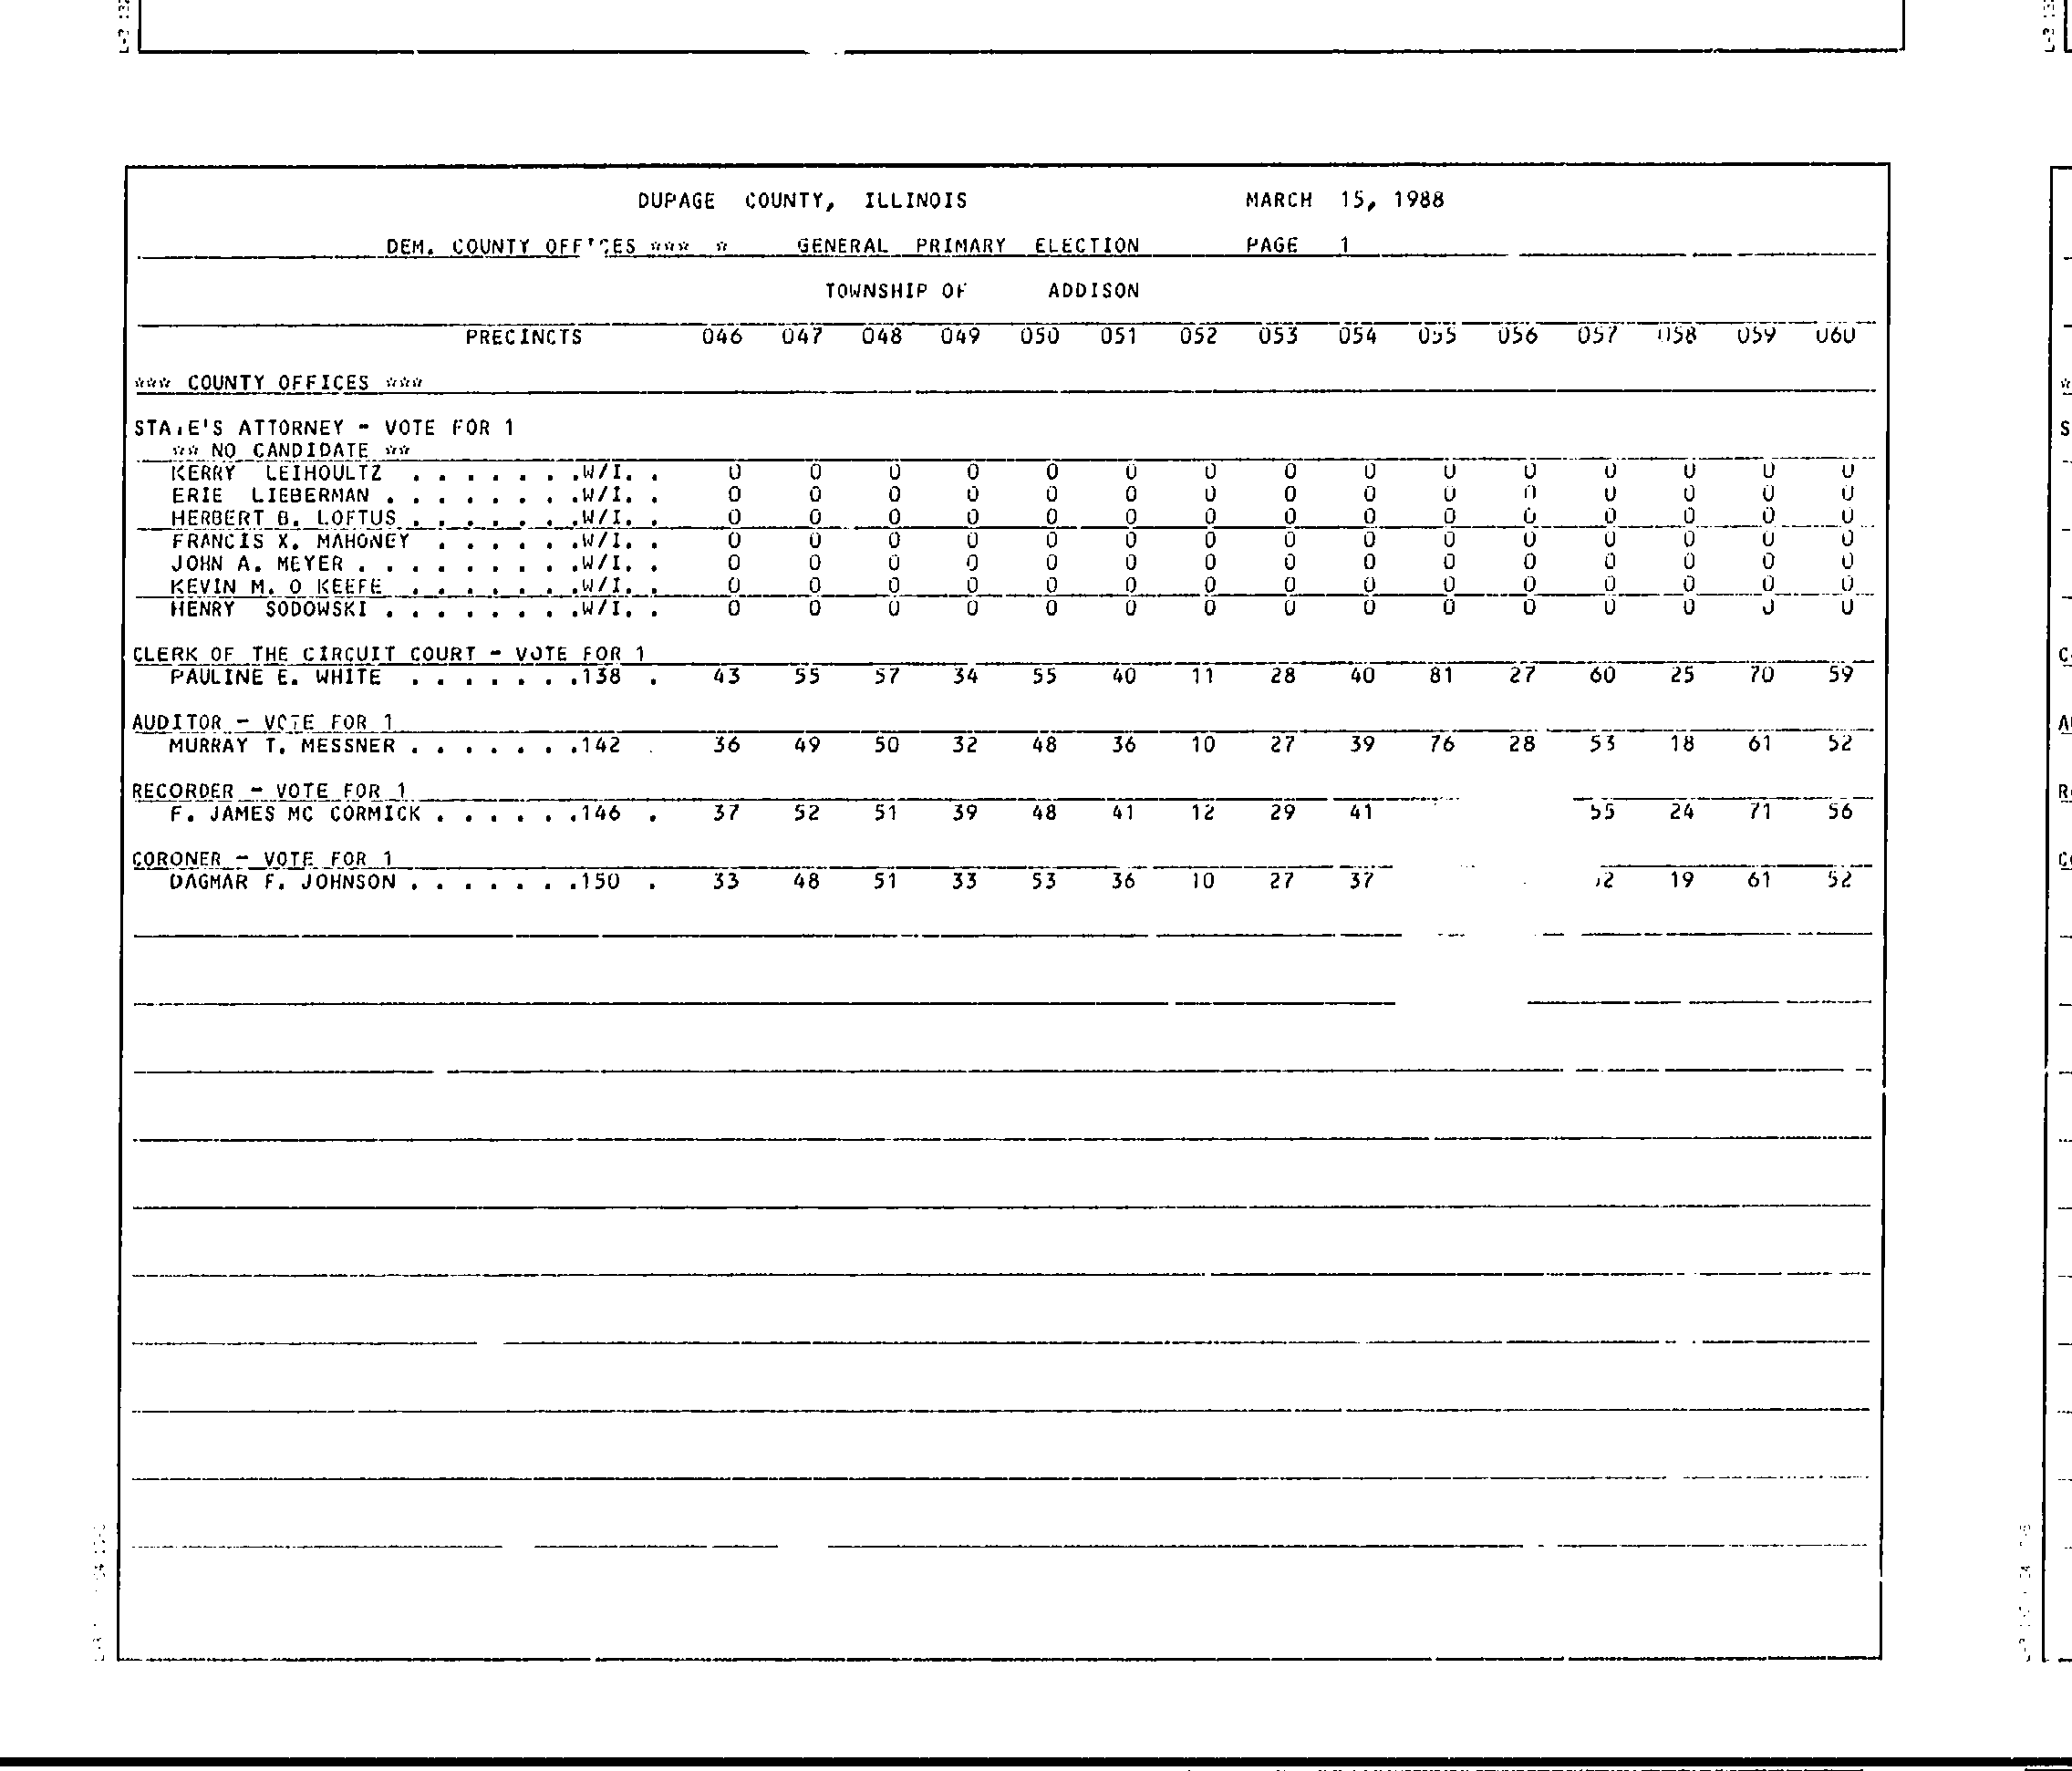 DUPAGE COUNTY, ILLINOIS MARCH 15, 1988
DEM. COUNTY OFFICES *** * GENERAL PRIMARY ELECTION PAGE 1
TOWNSHIP OF ADDISON
PRECINCTS 046 047 048 049 050 051 052 053 054 055 056 057 058 059 060
*** COUNTY OFFICES ***
STATE'S ATTORNEY - VOTE FOR 1
** NO CANDIDATE **
KERRY LEIHOULTZ . . . . . . .W/I. . 0 0 0 0 0 0 0 0 0 0 0 0 0 0 0
ERIE LIEBERMAN . . . . . . . .W/I. . 0 0 0 0 0 0 0 0 0 0 0 0 0 0 0
HERBERT B. LOFTUS . . . . . . .W/I. . 0 0 0 0 0 0 0 0 0 0 0 0 0 0 0
FRANCIS X. MAHONEY . . . . . .W/I. . 0 0 0 0 0 0 0 0 0 0 0 0 0 0 0
JOHN A. MEYER . . . . . . . . .W/I. . 0 0 0 0 0 0 0 0 0 0 0 0 0 0 0
KEVIN M. O KEEFE . . . . . . .W/I. . 0 0 0 0 0 0 0 0 0 0 0 0 0 0 0
HENRY SODOWSKI . . . . . . . .W/I. . 0 0 0 0 0 0 0 0 0 0 0 0 0 0 0
CLERK OF THE CIRCUIT COURT - VOTE FOR 1
PAULINE E. WHITE . . . . . . .138 . 43 55 57 34 55 40 11 28 40 81 27 60 25 70 59
AUDITOR - VOTE FOR 1
MURRAY T. MESSNER . . . . . . .142 . 36 49 50 32 48 36 10 27 39 76 28 53 18 61 52
RECORDER - VOTE FOR 1
F. JAMES MC CORMICK . . . . . .146 . 37 52 51 39 48 41 12 29 41 55 24 71 56
CORONER - VOTE FOR 1
DAGMAR F. JOHNSON . . . . . . .150 . 33 48 51 33 53 36 10 27 37 19 61 52